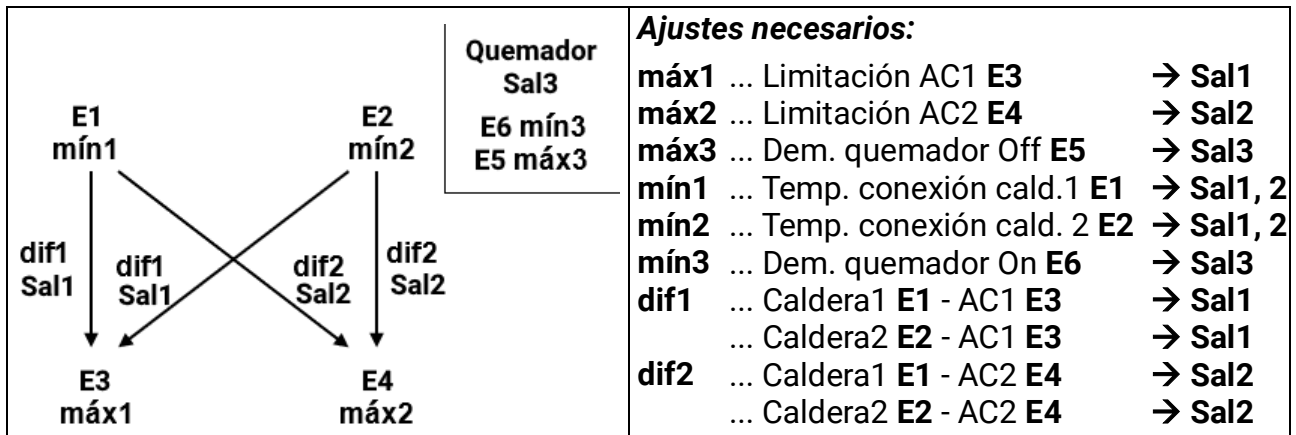 Quemador
Sal3
E6 mín3
E5 máx3
E1
mín1
E2
mín2
dif1
Sal1
dif1
Sal1
dif2
Sal2
dif2
Sal2
E3
máx1
E4
máx2
Ajustes necesarios:
máx1 ... Limitación AC1 E3 → Sal1
máx2 ... Limitación AC2 E4 → Sal2
máx3 ... Dem. quemador Off E5 → Sal3
mín1 ... Temp. conexión cald.1 E1 → Sal1, 2
mín2 ... Temp. conexión cald. 2 E2 → Sal1, 2
mín3 ... Dem. quemador On E6 → Sal3
dif1 ... Caldera1 E1 - AC1 E3 → Sal1
... Caldera2 E2 - AC1 E3 → Sal1
dif2 ... Caldera1 E1 - AC2 E4 → Sal2
... Caldera2 E2 - AC2 E4 → Sal2